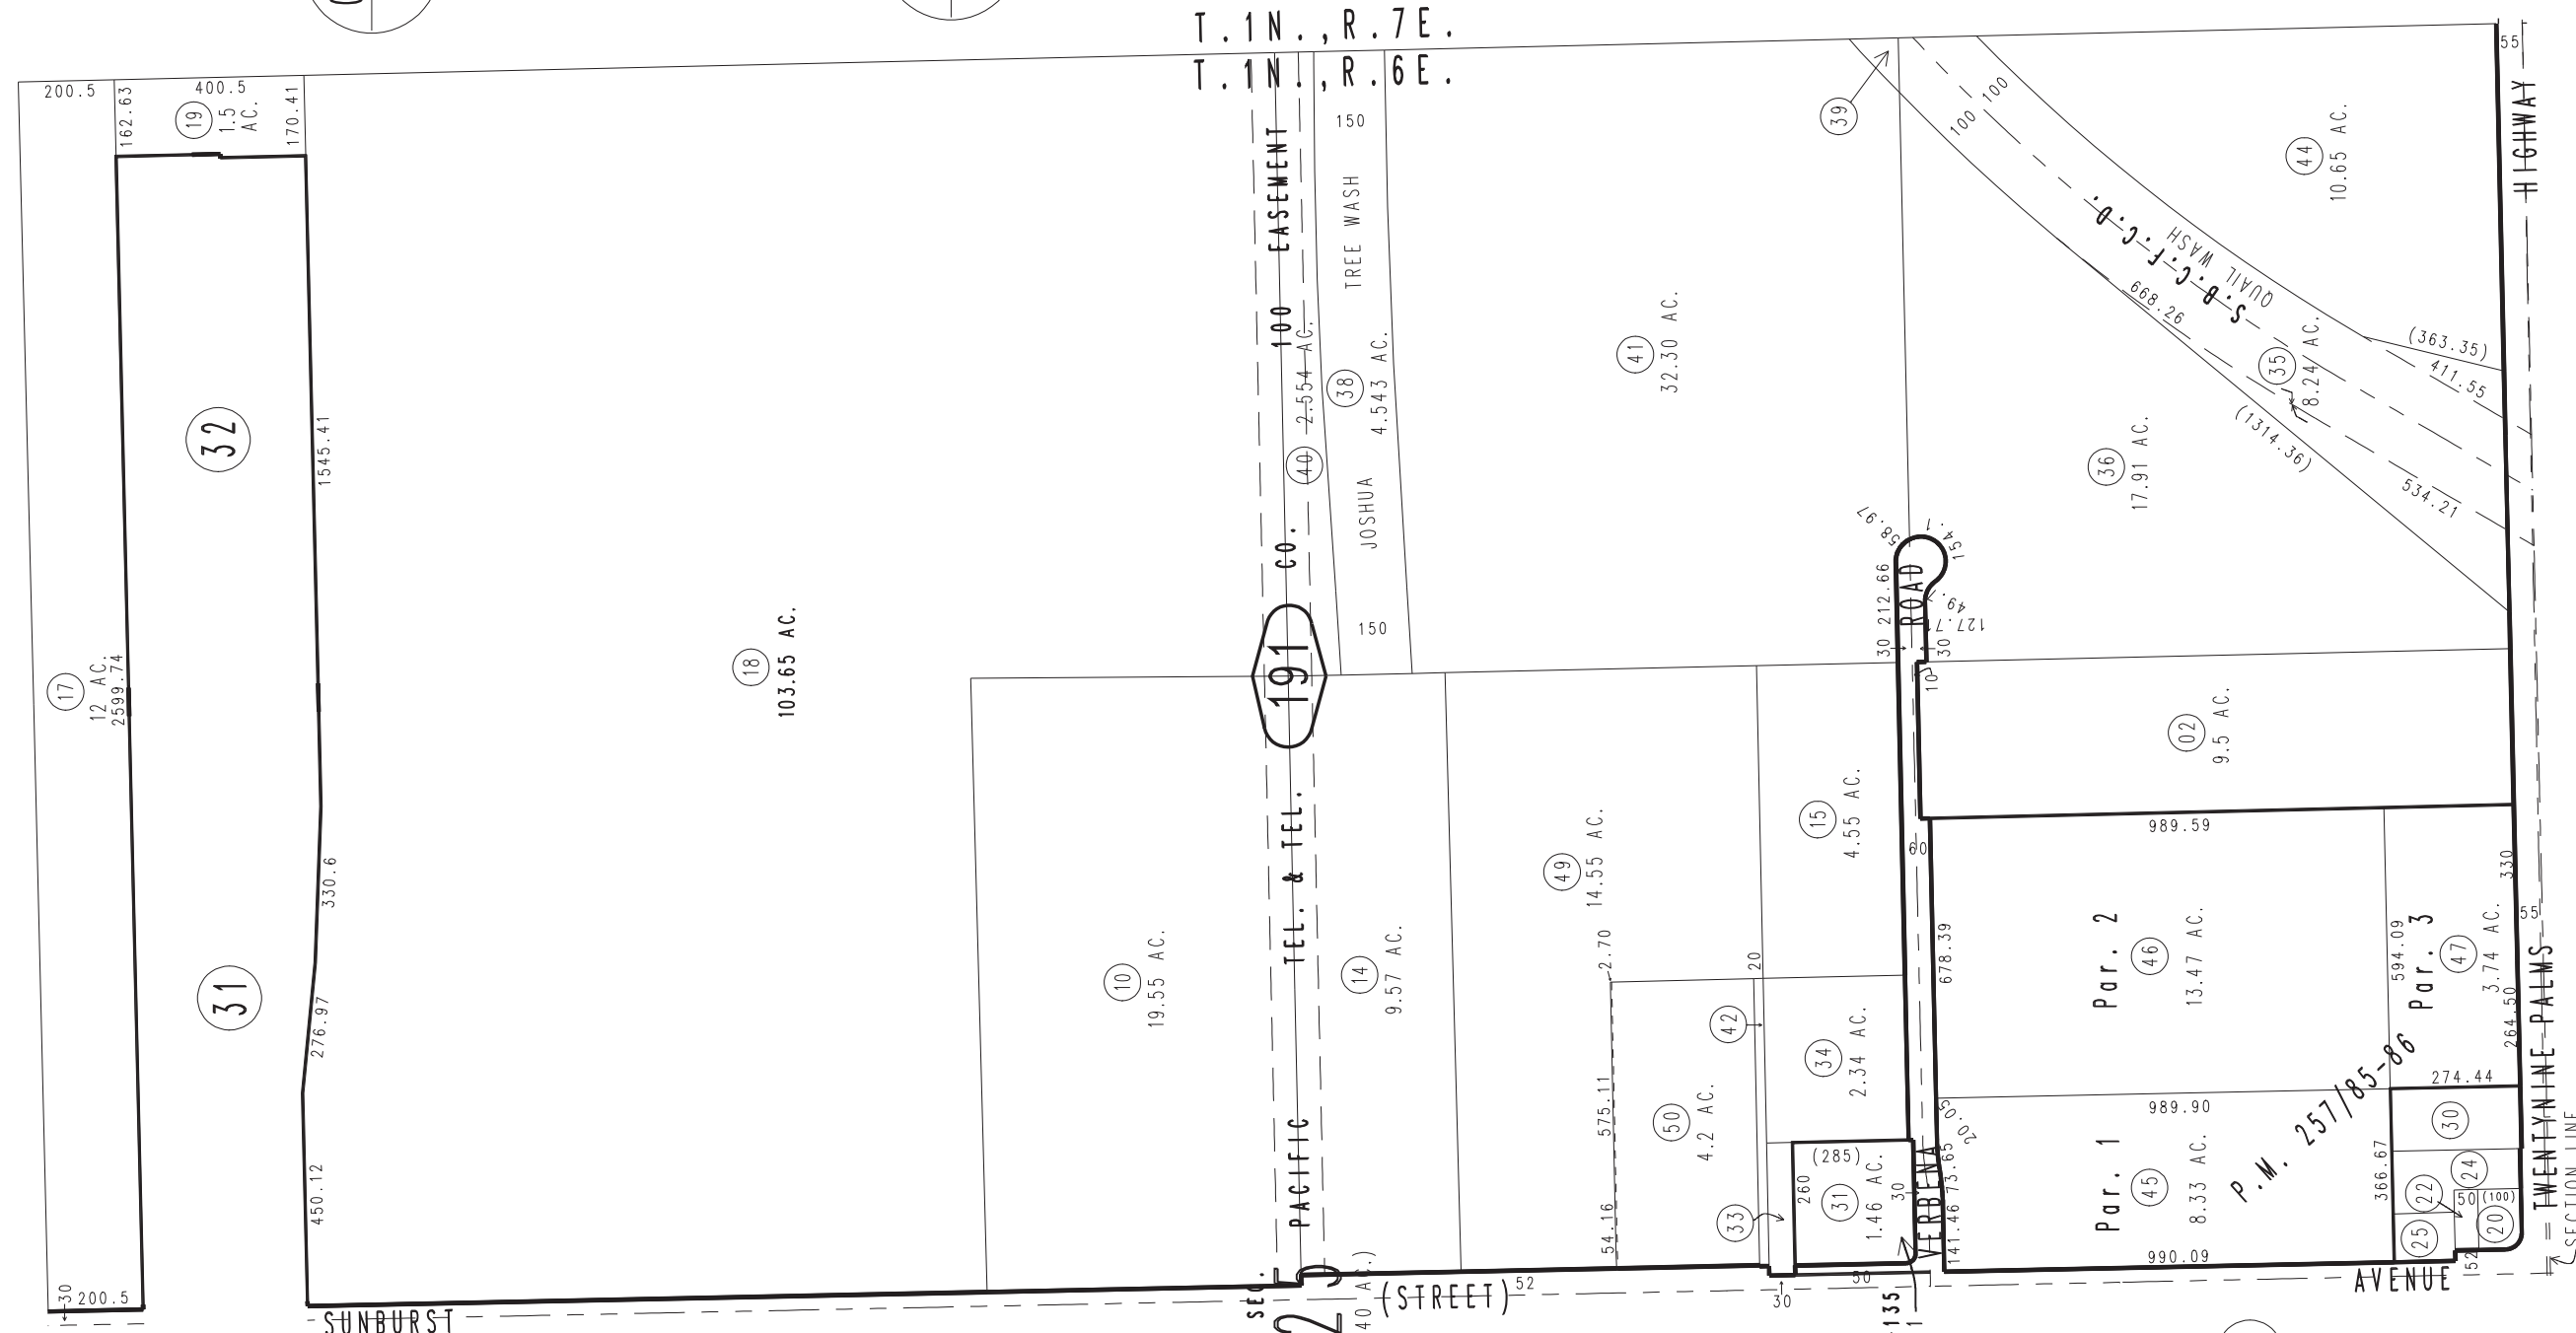 T.1N.,R.7E.
T.1N.,R.6E.
200.5
400.5
162.63
19
1.5
AC.
170.41
32
1545.41
17
12 AC.
2599.74
31
330.6
276.97
450.12
30
200.5
SUNBURST
18
103.65 AC.
10
19.55 AC.
PACIFIC TEL. & TEL. CO. 100 EASEMENT
40
2.554 AC.
191
150
JOSHUA TREE WASH
38
4.543 AC.
150
14
9.57 AC.
SEC.
(STREET)
52
41
32.30 AC.
39
100
100
S.B.C.F.C.D.
QUAIL WASH
668.26
35
8.24 AC.
(363.35)
411.55
(1314.36)
534.21
44
10.65 AC.
55
HIGHWAY
36
17.91 AC.
58.97
154.1
212.66
49.7
127.71
30
30
10
ROAD
02
9.5 AC.
49
14.55 AC.
15
4.55 AC.
60
2.70
20
42
34
2.34 AC.
575.11
50
4.2 AC.
54.16
33
(285)
260
31
1.46 AC.
30
VERBENA
50
30
135
1
989.59
678.39
Par. 2
46
13.47 AC.
594.09
Par. 3
47
3.74 AC.
330
55
264.50
274.44
989.90
20.05
73.65
141.46
Par. 1
45
8.33 AC.
P.M. 257/85-86
366.67
30
24
22
50
(100)
25
20
990.09
52
AVENUE
TWENTYNINE PALMS
SECTION LINE